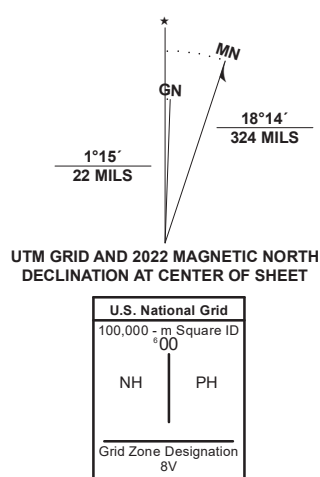 ★
MN
GN
18°14´
324 MILS
1°15´
22 MILS
UTM GRID AND 2022 MAGNETIC NORTH
DECLINATION AT CENTER OF SHEET
U.S. National Grid
100,000 - m Square ID
⁶00
NH PH
Grid Zone Designation
8V